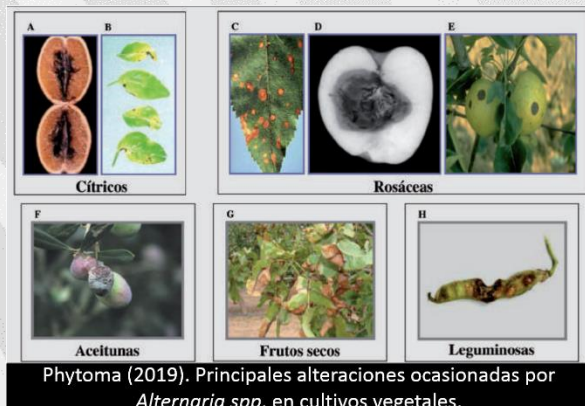 A
B
C
D
E
Cítricos
Rosáceas
F
G
H
Aceitunas
Frutos secos
Leguminosas
Phytoma (2019). Principales alteraciones ocasionadas por
Alternaria spp. en cultivos vegetales.